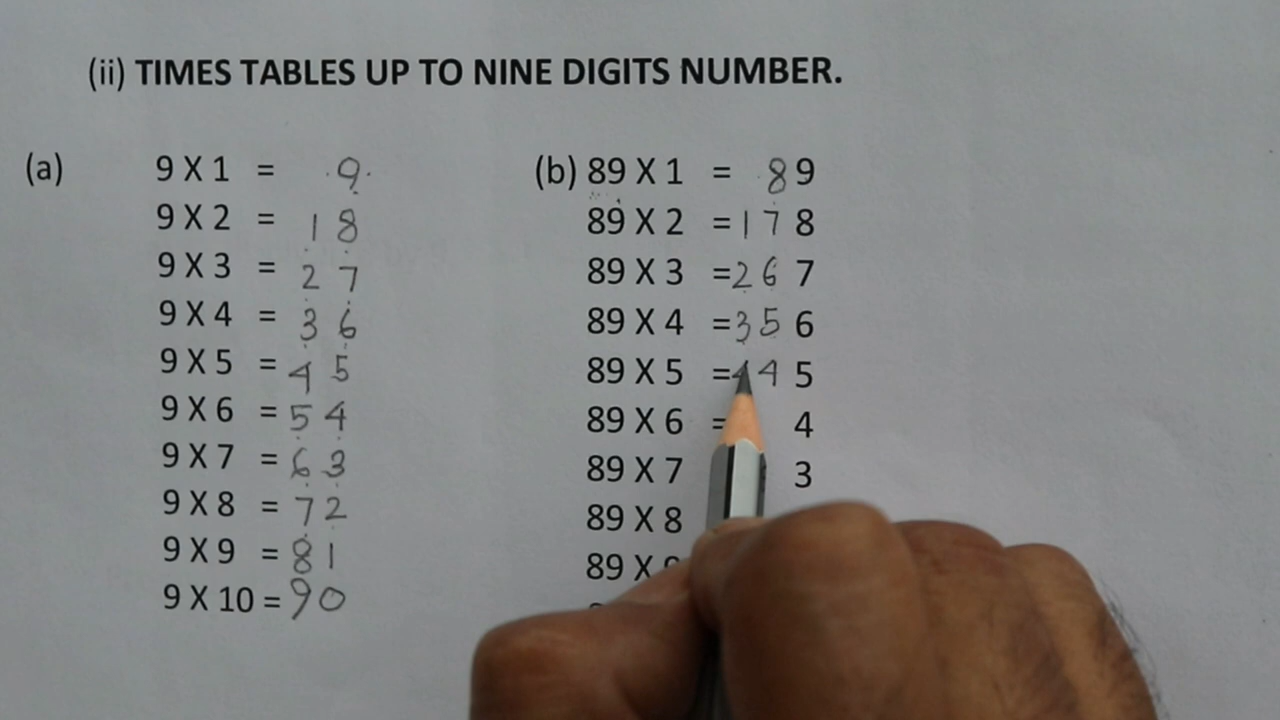 (ii) TIMES TABLES UP TO NINE DIGITS NUMBER.
(a)
9 X 1 = 9
9 X 2 = 18
9 X 3 = 27
9 X 4 = 36
9 X 5 = 45
9 X 6 = 54
9 X 7 = 63
9 X 8 = 72
9 X 9 = 81
9 X 10 = 90
(b) 89 X 1 = 89
89 X 2 = 178
89 X 3 = 267
89 X 4 = 356
89 X 5 = 445
89 X 6 = 4
89 X 7 3
89 X 8
89 X